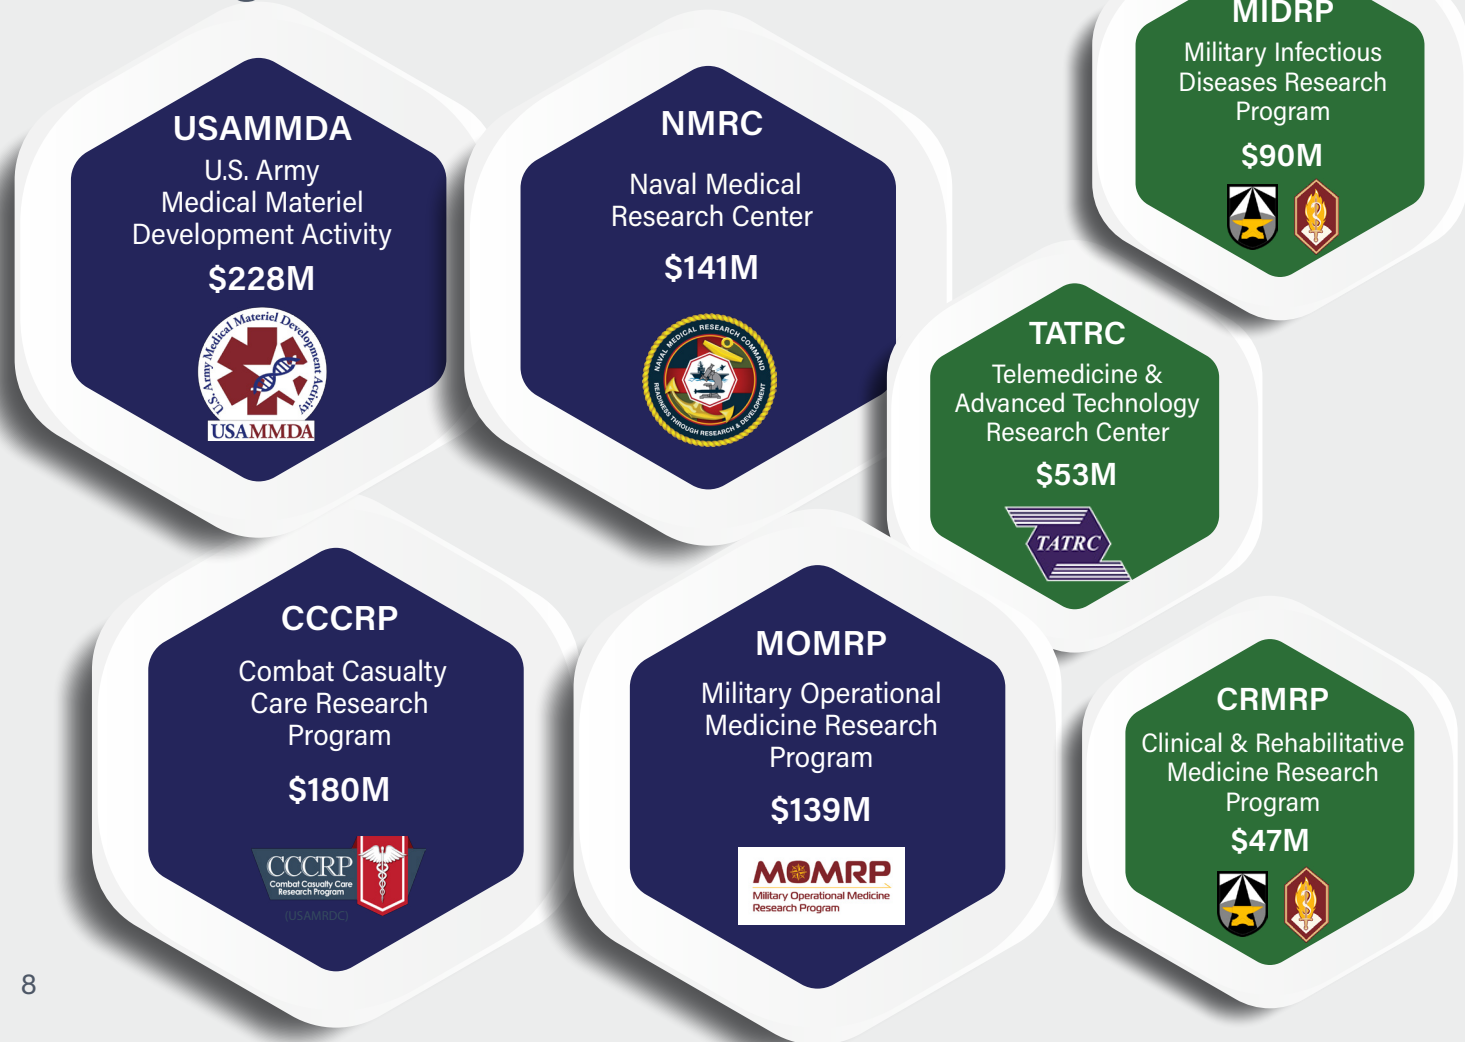 USAMMDA
U.S. Army
Medical Materiel
Development Activity
$228M
U.S. Army Medical Materiel Development Activity
USAMMDA
NMRC
Naval Medical
Research Center
$141M
NAVAL MEDICAL RESEARCH COMMAND
READINESS THROUGH RESEARCH & DEVELOPMENT
MIDRP
Military Infectious
Diseases Research
Program
$90M
TATRC
Telemedicine &
Advanced Technology
Research Center
$53M
TATRC
CCCRP
Combat Casualty
Care Research
Program
$180M
CCCRP
Combat Casualty Care
Research Program
(USAMRDC)
MOMRP
Military Operational
Medicine Research
Program
$139M
MOMRP
Military Operational Medicine
Research Program
CRMRP
Clinical & Rehabilitative
Medicine Research
Program
$47M
8